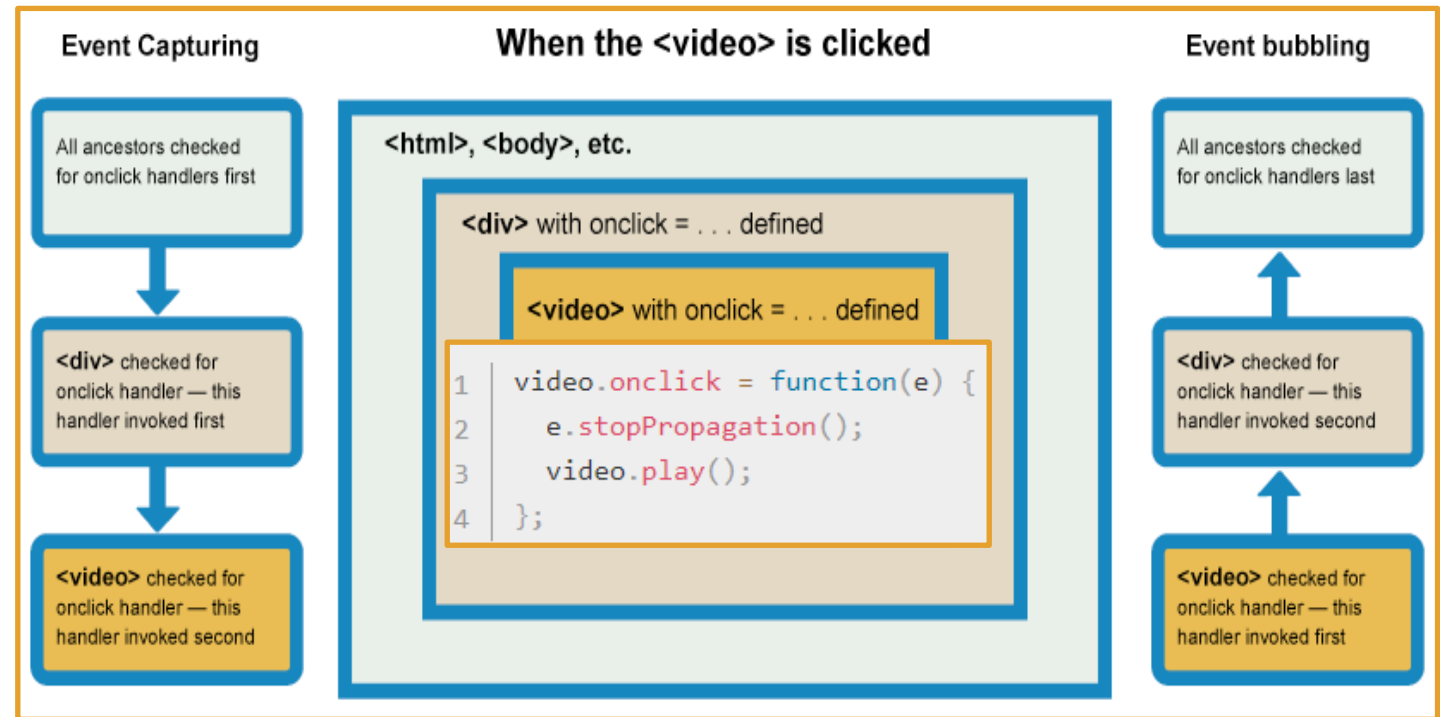 Event Capturing
All ancestors checked
for onclick handlers first
<div> checked for
onclick handler — this
handler invoked first
<video> checked for
onclick handler — this
handler invoked second
When the <video> is clicked
<html>, <body>, etc.
<div> with onclick = . . . defined
<video> with onclick = . . . defined
1 video.onclick = function(e) {
2 e.stopPropagation();
3 video.play();
4 };
Event bubbling
All ancestors checked
for onclick handlers last
<div> checked for
onclick handler — this
handler invoked second
<video> checked for
onclick handler — this
handler invoked first